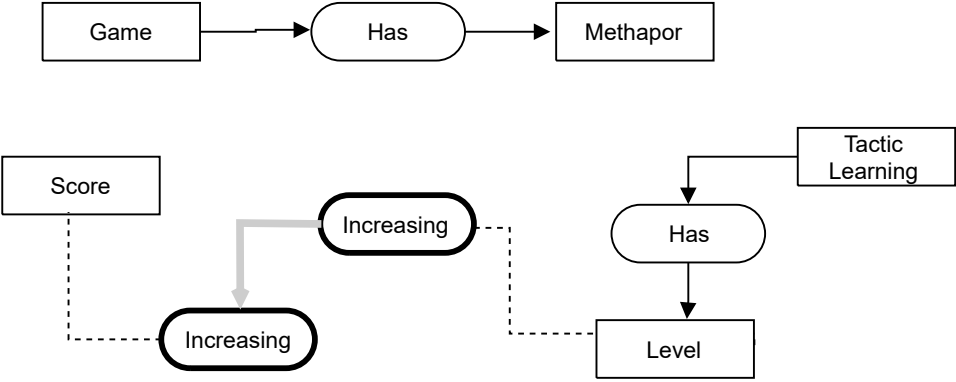 Game
Has
Methapor
Tactic
Learning
Score
Increasing
Has
Increasing
Level